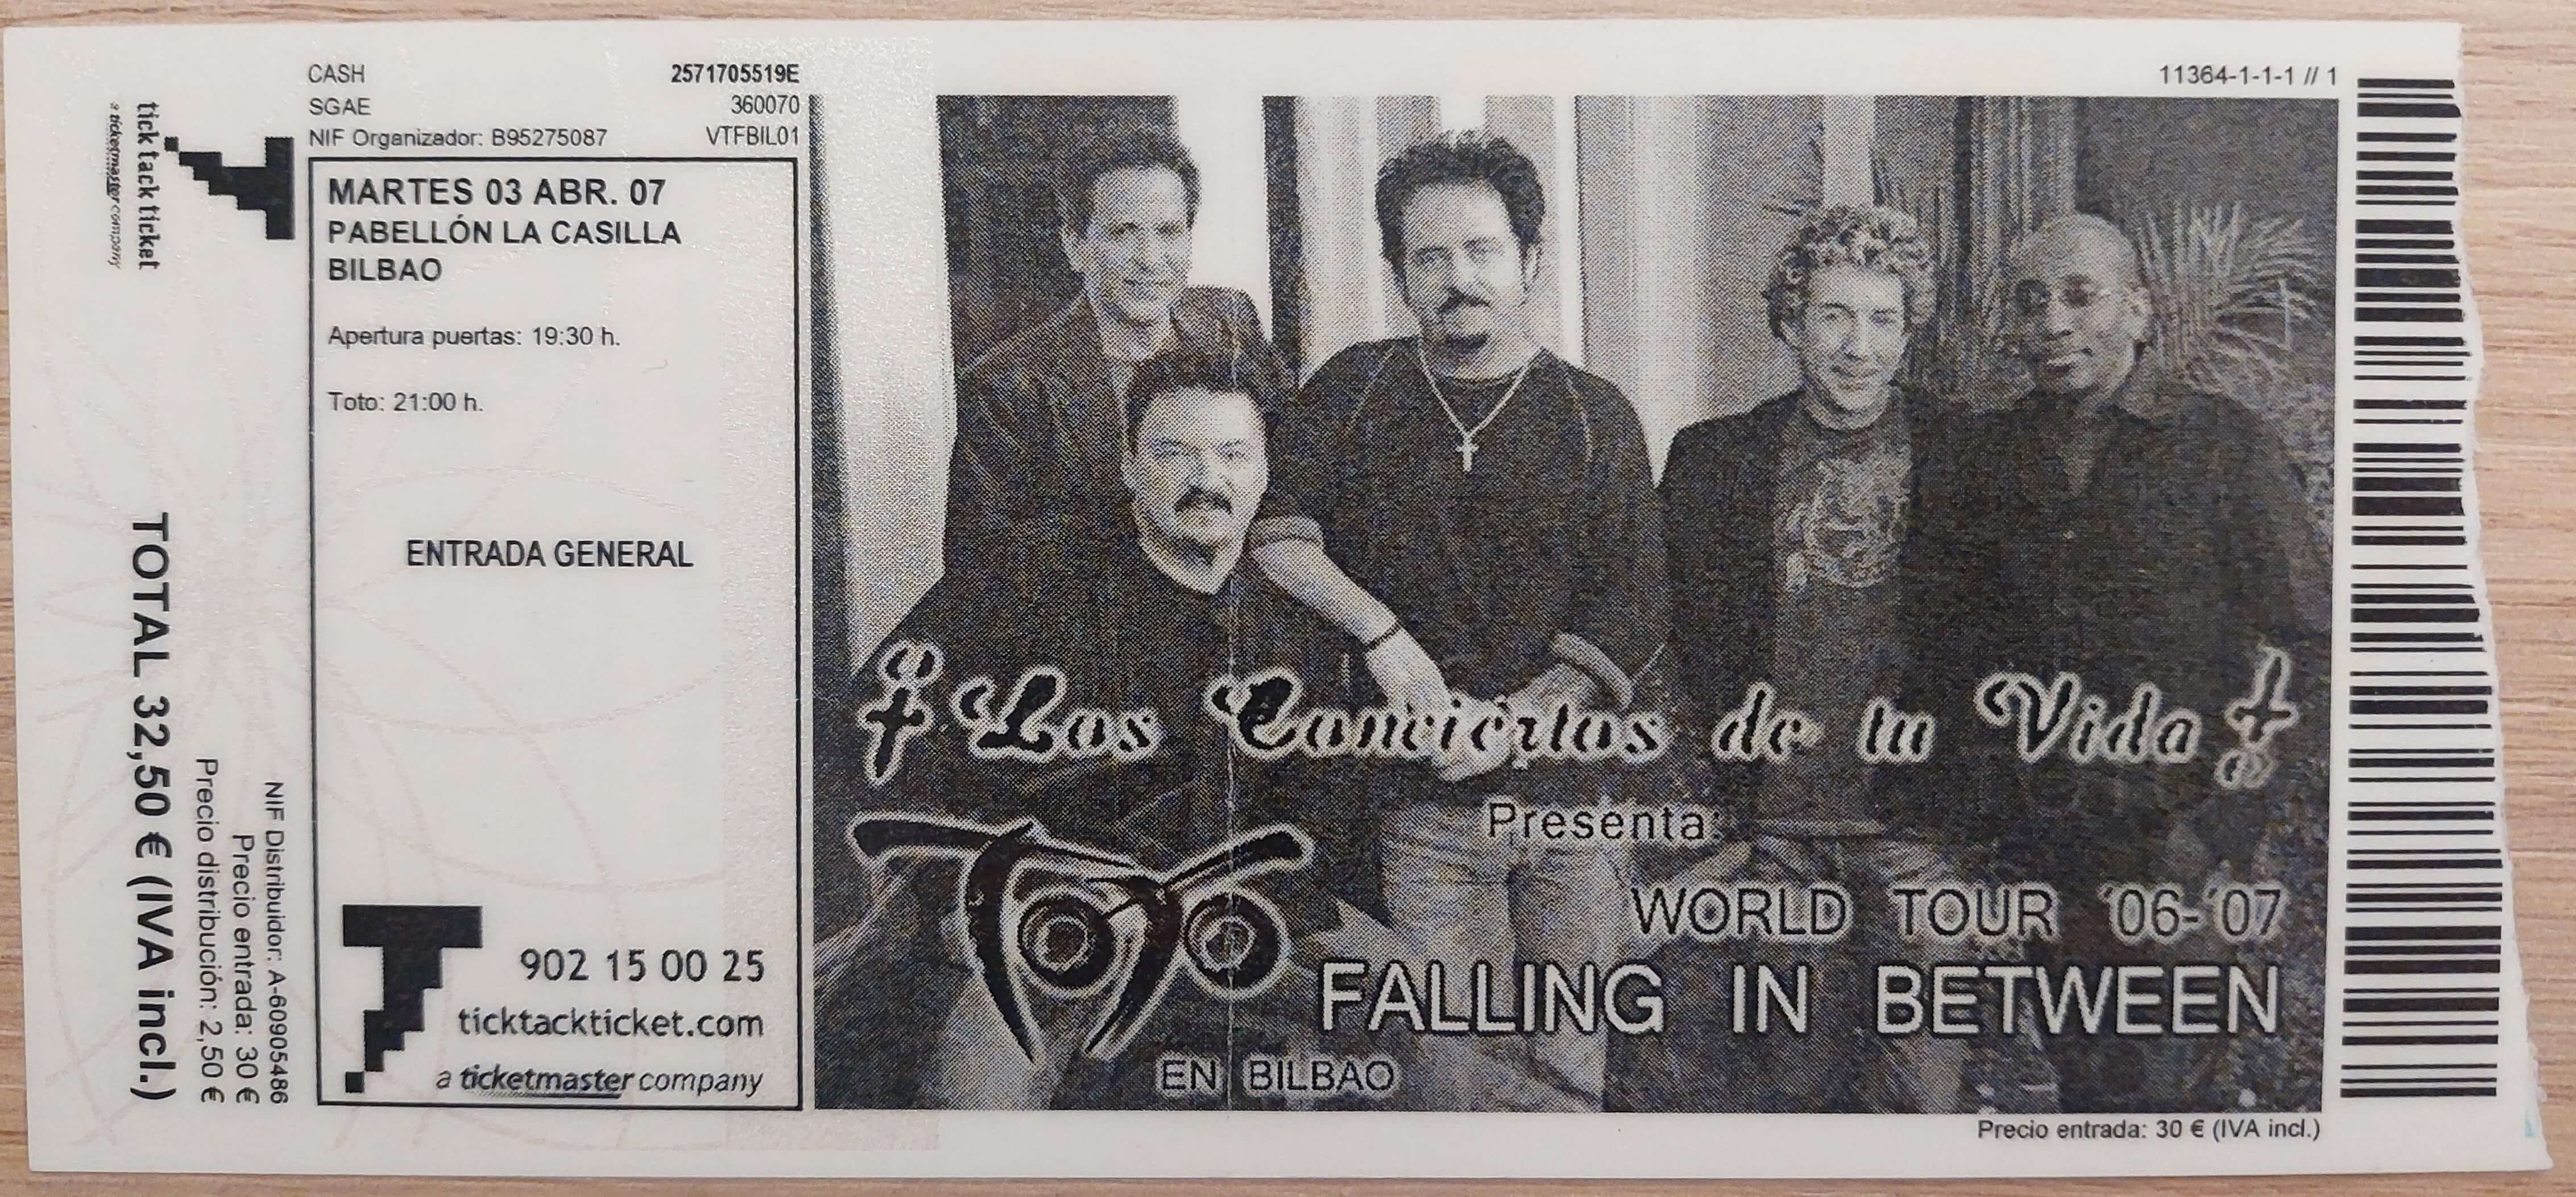 tick tack ticket
a ticketmaster company
TOTAL 32,50 € (IVA incl.)
NIF Distribuidor: A-60905486
Precio entrada: 30 €
Precio distribución: 2,50 €
CASH 2571705519E
SGAE 360070
NIF Organizador: B95275087 VTFBIL01
MARTES 03 ABR. 07
PABELLÓN LA CASILLA
BILBAO
Apertura puertas: 19:30 h.
Toto: 21:00 h.
ENTRADA GENERAL
902 15 00 25
ticktackticket.com
a ticketmaster company
11364-1-1-1 // 1
Los Conciertos de tu Vida
Presenta:
TOTO
WORLD TOUR '06-'07
FALLING IN BETWEEN
EN BILBAO
Precio entrada: 30 € (IVA incl.)